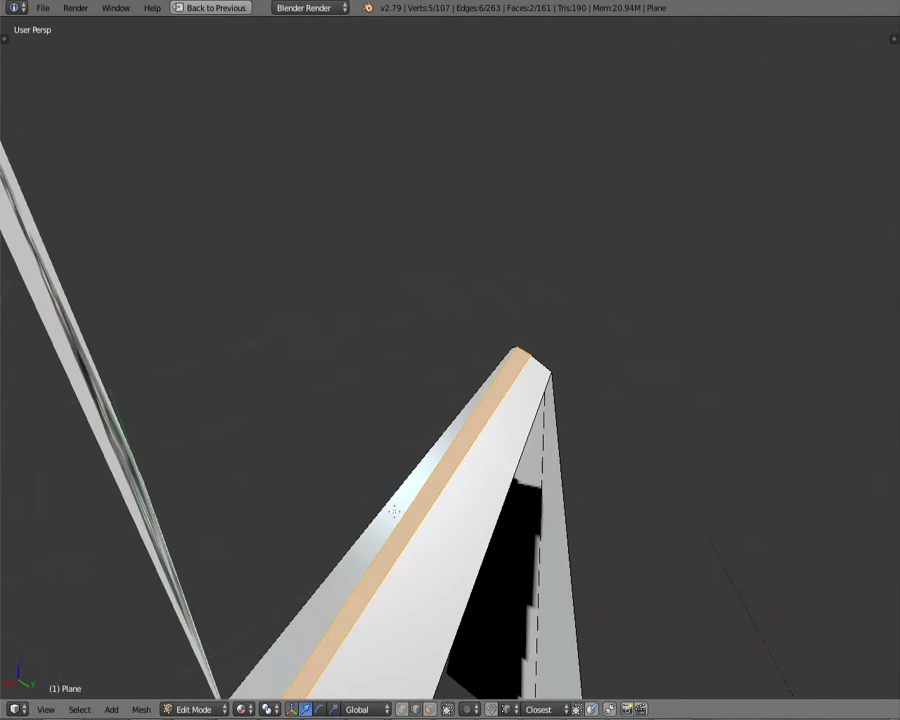 File Render Window Help Back to Previous Blender Render v2.79 | Verts:5/107 | Edges:6/263 | Faces:2/161 | Tris:190 | Mem:20.94M | Plane
User Persp
(1) Plane
View Select Add Mesh Edit Mode Global Closest